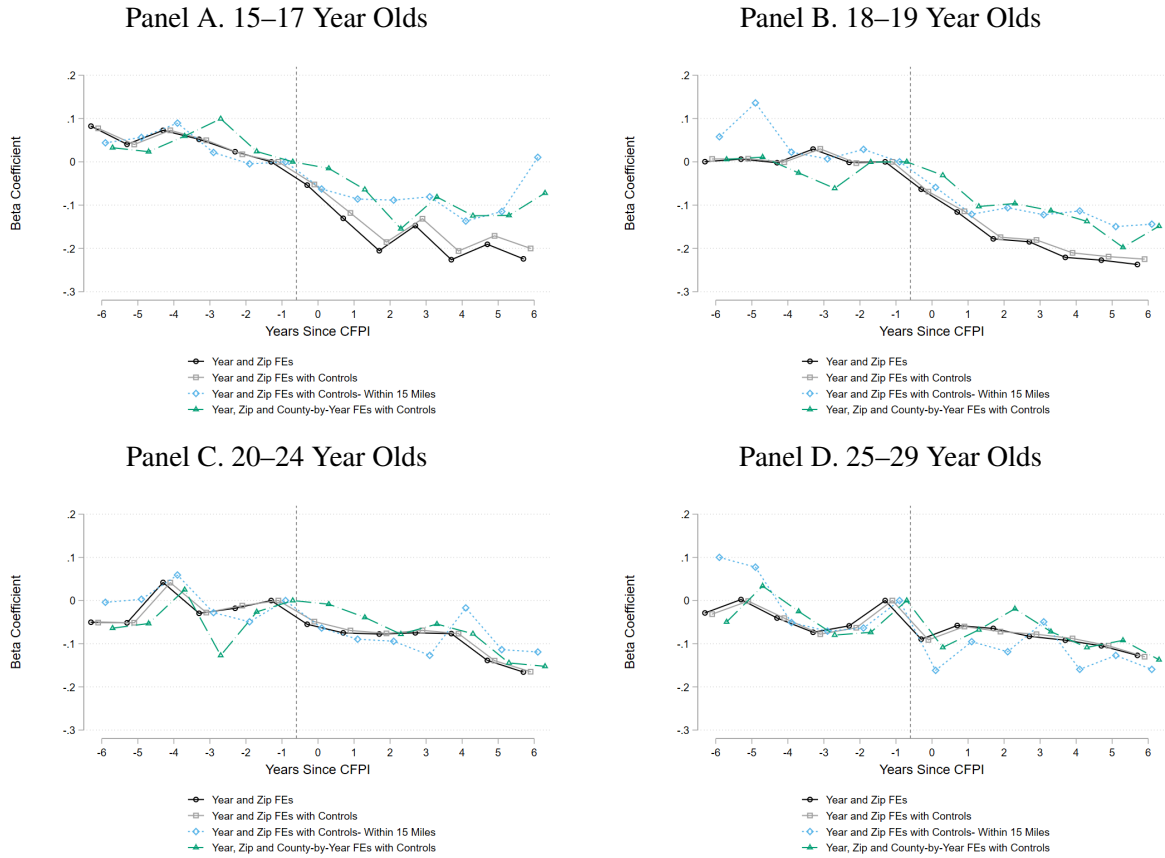 Panel A. 15–17 Year Olds
.2
.1
0
-.1
-.2
-.3
Beta Coefficient
-6 -5 -4 -3 -2 -1 0 1 2 3 4 5 6
Years Since CFPI
Year and Zip FEs
Year and Zip FEs with Controls
Year and Zip FEs with Controls- Within 15 Miles
Year, Zip and County-by-Year FEs with Controls
Panel B. 18–19 Year Olds
.2
.1
0
-.1
-.2
-.3
Beta Coefficient
-6 -5 -4 -3 -2 -1 0 1 2 3 4 5 6
Years Since CFPI
Year and Zip FEs
Year and Zip FEs with Controls
Year and Zip FEs with Controls- Within 15 Miles
Year, Zip and County-by-Year FEs with Controls
Panel C. 20–24 Year Olds
.2
.1
0
-.1
-.2
-.3
Beta Coefficient
-6 -5 -4 -3 -2 -1 0 1 2 3 4 5 6
Years Since CFPI
Year and Zip FEs
Year and Zip FEs with Controls
Year and Zip FEs with Controls- Within 15 Miles
Year, Zip and County-by-Year FEs with Controls
Panel D. 25–29 Year Olds
.2
.1
0
-.1
-.2
-.3
Beta Coefficient
-6 -5 -4 -3 -2 -1 0 1 2 3 4 5 6
Years Since CFPI
Year and Zip FEs
Year and Zip FEs with Controls
Year and Zip FEs with Controls- Within 15 Miles
Year, Zip and County-by-Year FEs with Controls